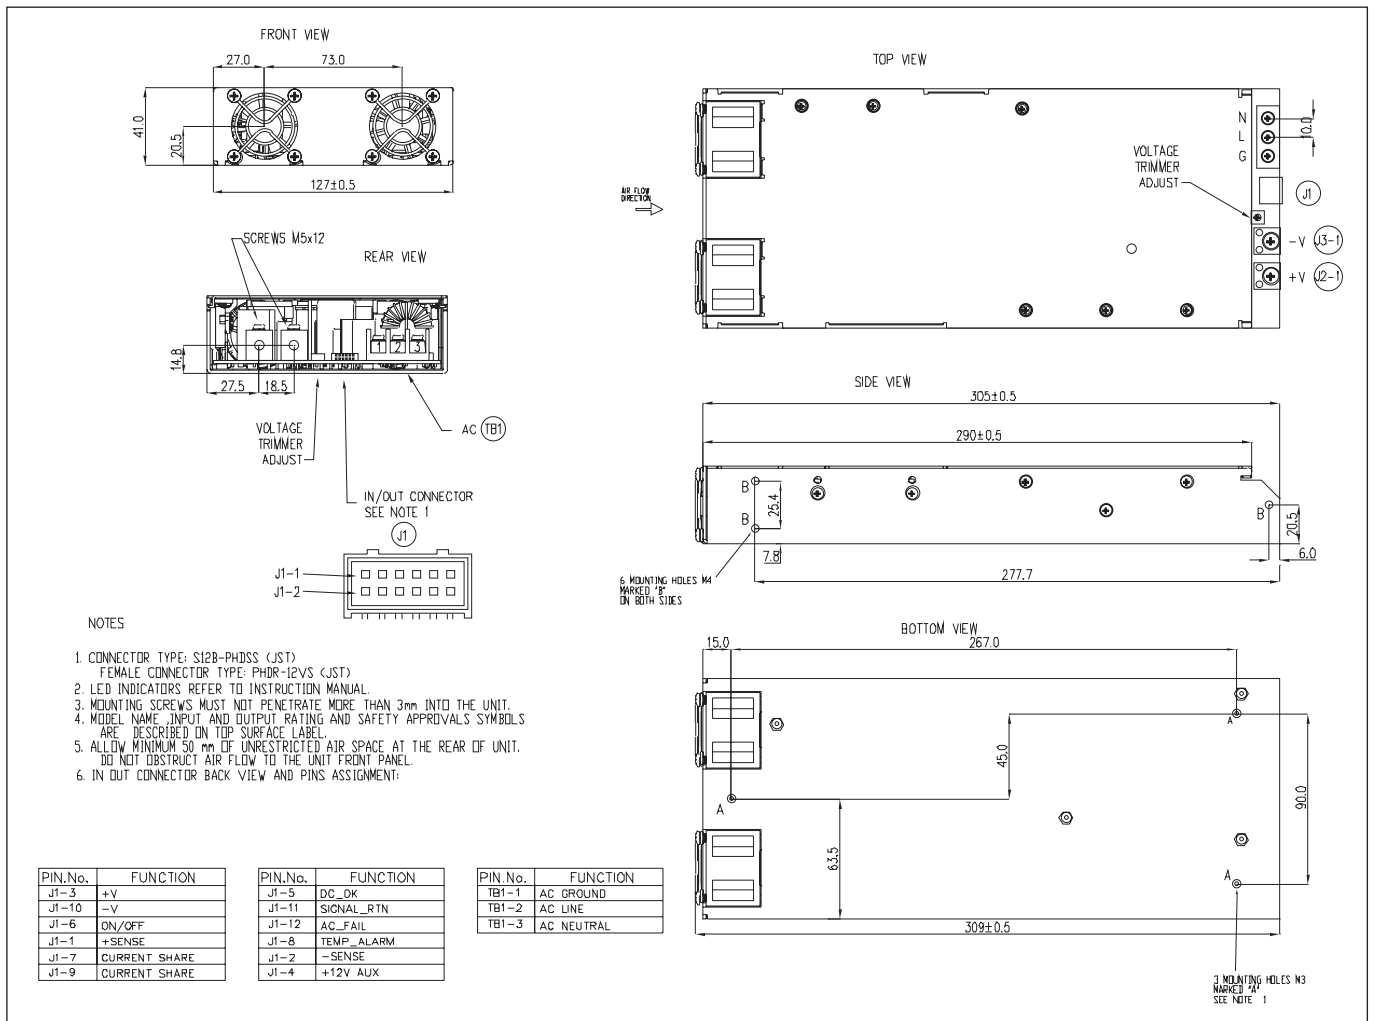 FRONT VIEW
27.0
73.0
41.0
20.5
127±0.5
SCREWS M5x12
REAR VIEW
1 2 3
14.8
27.5
18.5
VOLTAGE
TRIMMER
ADJUST
AC TB1
IN/OUT CONNECTOR
SEE NOTE 1
J1
J1-1
J1-2
TOP VIEW
N
L
G
10.0
VOLTAGE
TRIMMER
ADJUST
J1
-V J3-1
+V J2-1
AIR FLOW
DIRECTION
SIDE VIEW
305±0.5
290±0.5
B
B
25.4
7.8
B
20.5
6.0
277.7
6 MOUNTING HOLES M4
MARKED "B"
ON BOTH SIDES
BOTTOM VIEW
15.0
267.0
A
45.0
90.0
A
63.5
A
309±0.5
3 MOUNTING HOLES M3
MARKED "A"
SEE NOTE 1
NOTES
1. CONNECTOR TYPE: S12B-PHDSS (JST)
FEMALE CONNECTOR TYPE: PHDR-12VS (JST)
2. LED INDICATORS REFER TO INSTRUCTION MANUAL.
3. MOUNTING SCREWS MUST NOT PENETRATE MORE THAN 3mm INTO THE UNIT.
4. MODEL NAME ,INPUT AND OUTPUT RATING AND SAFETY APPROVALS SYMBOLS
ARE DESCRIBED ON TOP SURFACE LABEL.
5. ALLOW MINIMUM 50 mm OF UNRESTRICTED AIR SPACE AT THE REAR OF UNIT.
DO NOT OBSTRUCT AIR FLOW TO THE UNIT FRONT PANEL.
6. IN OUT CONNECTOR BACK VIEW AND PINS ASSIGNMENT:
PIN.No. FUNCTION
J1-3 +V
J1-10 -V
J1-6 ON/OFF
J1-1 +SENSE
J1-7 CURRENT SHARE
J1-9 CURRENT SHARE
PIN.No. FUNCTION
J1-5 DC_OK
J1-11 SIGNAL_RTN
J1-12 AC_FAIL
J1-8 TEMP_ALARM
J1-2 -SENSE
J1-4 +12V AUX
PIN.No. FUNCTION
TB1-1 AC GROUND
TB1-2 AC LINE
TB1-3 AC NEUTRAL